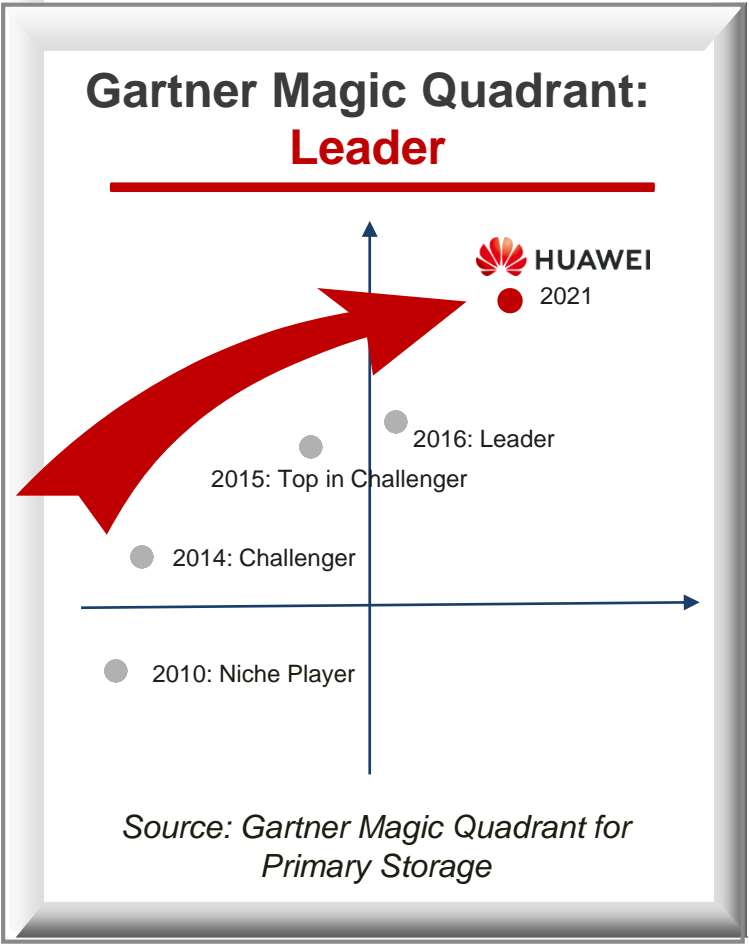 Gartner Magic Quadrant:
Leader
HUAWEI
2021
2016: Leader
2015: Top in Challenger
2014: Challenger
2010: Niche Player
Source: Gartner Magic Quadrant for
Primary Storage